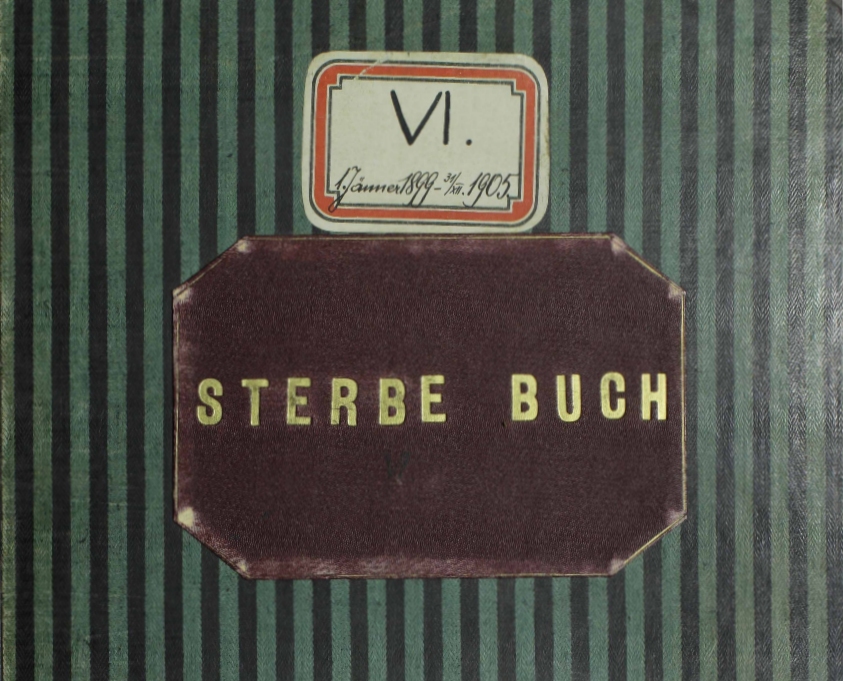 VI.
1. Jänner 1899 - 31/XII. 1905
STERBE BUCH